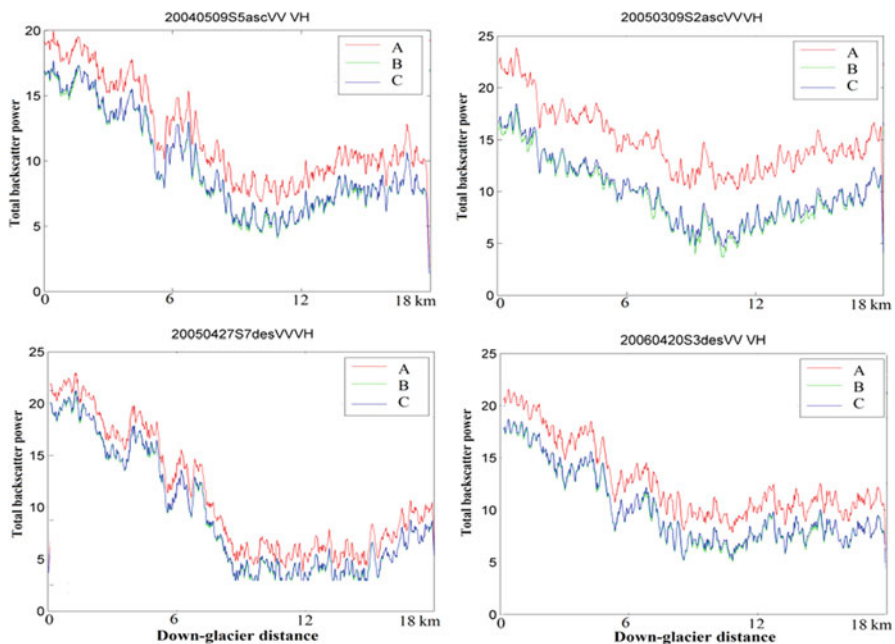 20040509S5ascVV VH
Total backscatter power
20
15
10
5
0
A
B
C
0
6
12
18 km
20050309S2ascVVVH
Total backscatter power
25
20
15
10
5
0
A
B
C
0
6
12
18 km
20050427S7desVVVH
Total backscatter power
25
20
15
10
5
0
A
B
C
0
6
12
18 km
Down-glacier distance
20060420S3desVV VH
Total backscatter power
25
20
15
10
5
0
A
B
C
0
6
12
18 km
Down-glacier distance